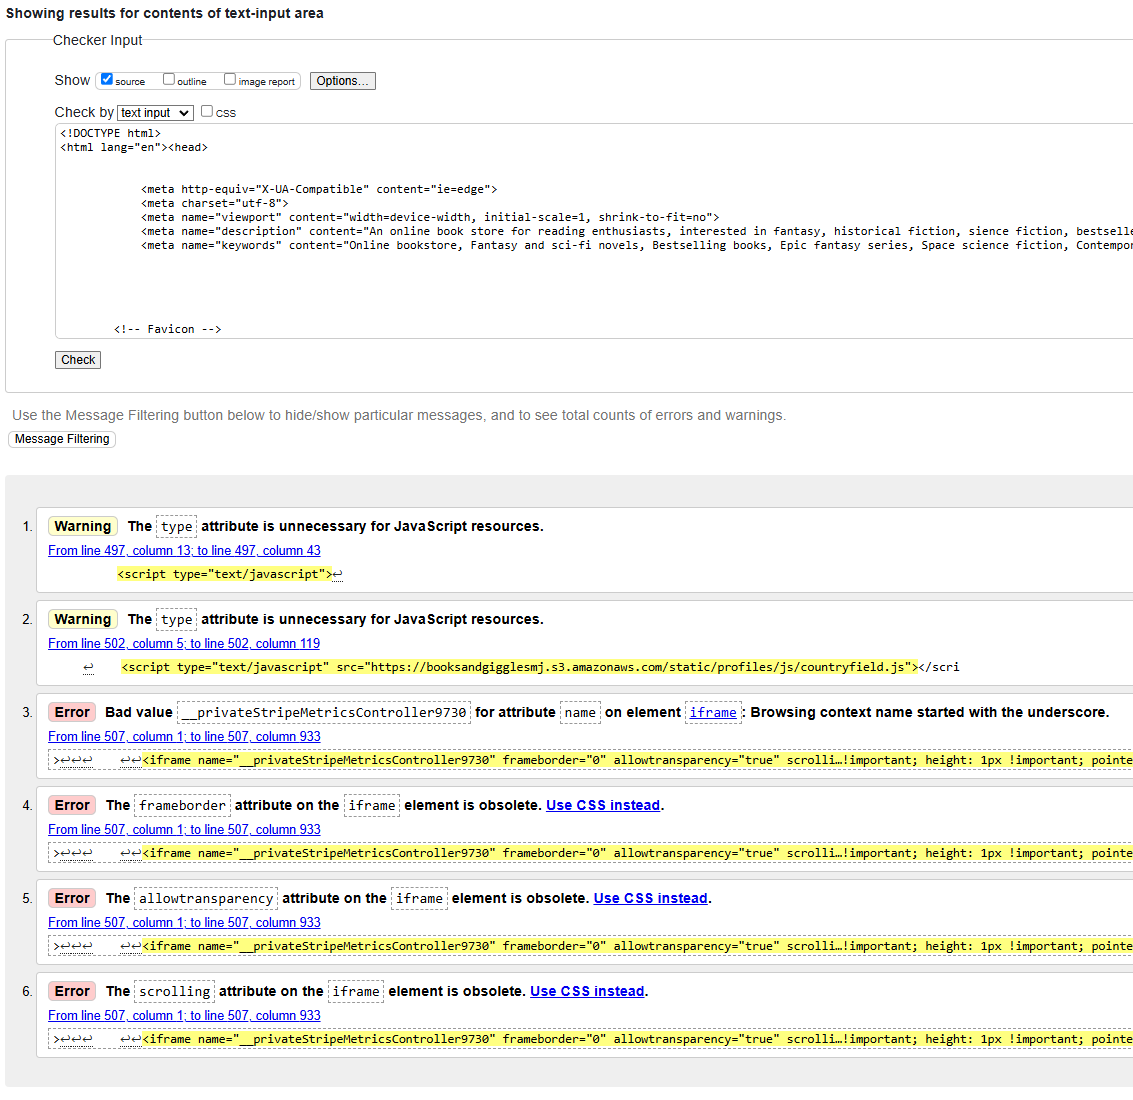 Showing results for contents of text-input area
Checker Input
Show source outline image report Options...
Check by text input CSS
<!DOCTYPE html>
<html lang="en"><head>
<meta http-equiv="X-UA-Compatible" content="ie=edge">
<meta charset="utf-8">
<meta name="viewport" content="width=device-width, initial-scale=1, shrink-to-fit=no">
<meta name="description" content="An online book store for reading enthusiasts, interested in fantasy, historical fiction, sience fiction, bestselle
<meta name="keywords" content="Online bookstore, Fantasy and sci-fi novels, Bestselling books, Epic fantasy series, Space science fiction, Contempor
<!-- Favicon -->
Check
Use the Message Filtering button below to hide/show particular messages, and to see total counts of errors and warnings.
Message Filtering
1. Warning The type attribute is unnecessary for JavaScript resources.
From line 497, column 13; to line 497, column 43
<script type="text/javascript">↩
2. Warning The type attribute is unnecessary for JavaScript resources.
From line 502, column 5; to line 502, column 119
↩ <script type="text/javascript" src="https://booksandgigglesmj.s3.amazonaws.com/static/profiles/js/countryfield.js"></scri
3. Error Bad value __privateStripeMetricsController9730 for attribute name on element iframe: Browsing context name started with the underscore.
From line 507, column 1; to line 507, column 933
>↩↩↩ ↩↩<iframe name="__privateStripeMetricsController9730" frameborder="0" allowtransparency="true" scrolli…!important; height: 1px !important; pointe
4. Error The frameborder attribute on the iframe element is obsolete. Use CSS instead.
From line 507, column 1; to line 507, column 933
>↩↩↩ ↩↩<iframe name="__privateStripeMetricsController9730" frameborder="0" allowtransparency="true" scrolli…!important; height: 1px !important; pointe
5. Error The allowtransparency attribute on the iframe element is obsolete. Use CSS instead.
From line 507, column 1; to line 507, column 933
>↩↩↩ ↩↩<iframe name="__privateStripeMetricsController9730" frameborder="0" allowtransparency="true" scrolli…!important; height: 1px !important; pointe
6. Error The scrolling attribute on the iframe element is obsolete. Use CSS instead.
From line 507, column 1; to line 507, column 933
>↩↩↩ ↩↩<iframe name="__privateStripeMetricsController9730" frameborder="0" allowtransparency="true" scrolli…!important; height: 1px !important; pointe